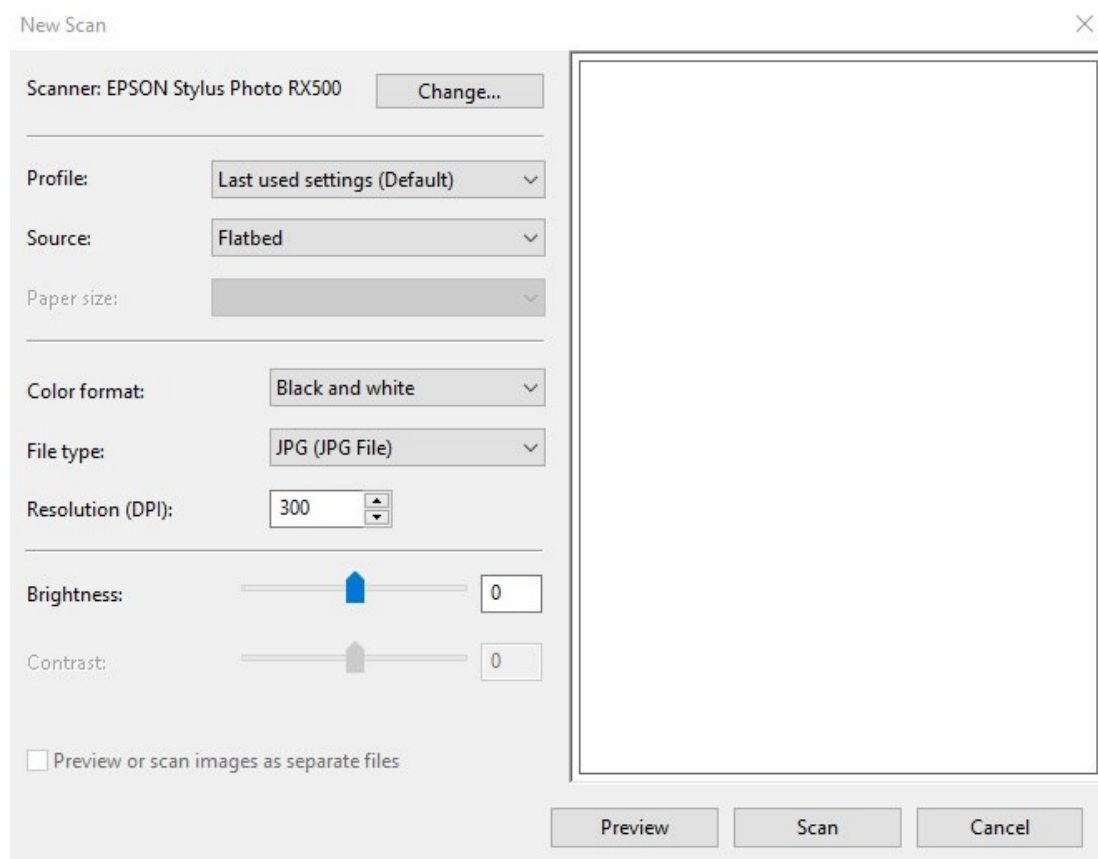 New Scan
Scanner: EPSON Stylus Photo RX500
Change...
Profile:
Last used settings (Default)
Source:
Flatbed
Paper size:
Color format:
Black and white
File type:
JPG (JPG File)
Resolution (DPI):
300
Brightness:
0
Contrast:
0
Preview or scan images as separate files
Preview
Scan
Cancel